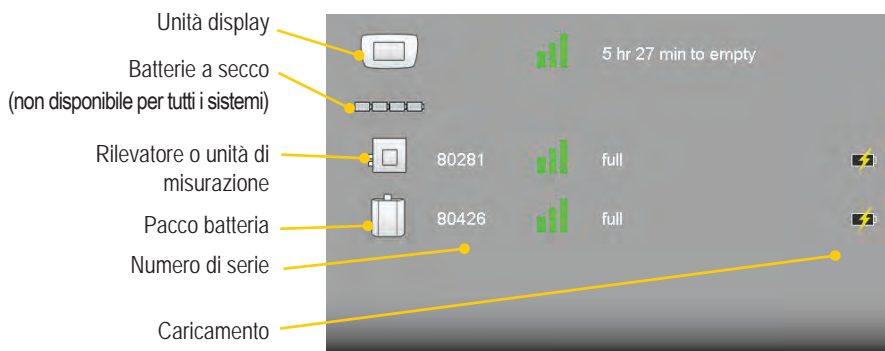 Unità display
Batterie a secco
(non disponibile per tutti i sistemi)
Rilevatore o unità di
misurazione
Pacco batteria
Numero di serie
Caricamento
5 hr 27 min to empty
80281 full
80426 full